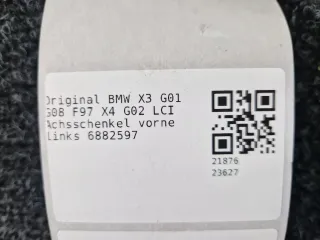 Original BMW X3 G01
G08 F97 X4 G02 LCI
Achsschenkel vorne
links 6882597
21876
23627